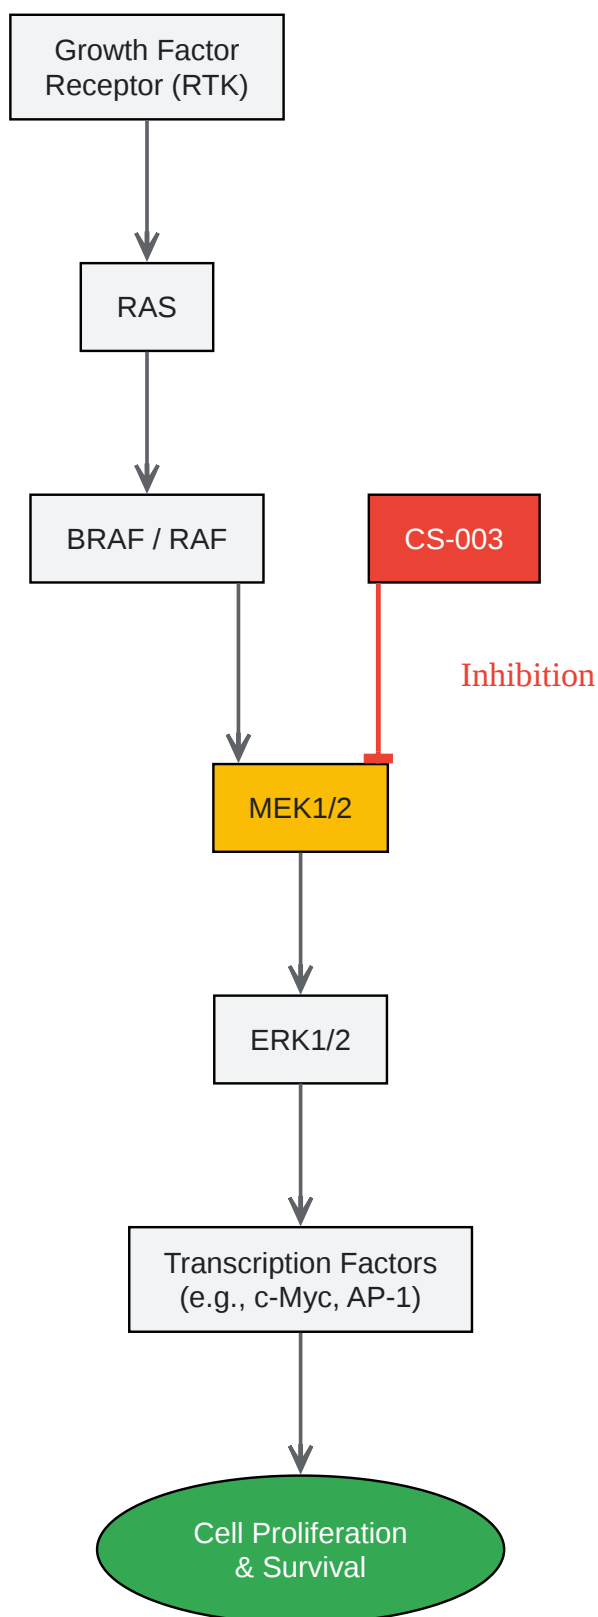 Growth Factor
Receptor (RTK)
RAS
BRAF / RAF
CS-003
Inhibition
MEK1/2
ERK1/2
Transcription Factors
(e.g., c-Myc, AP-1)
Cell Proliferation
& Survival